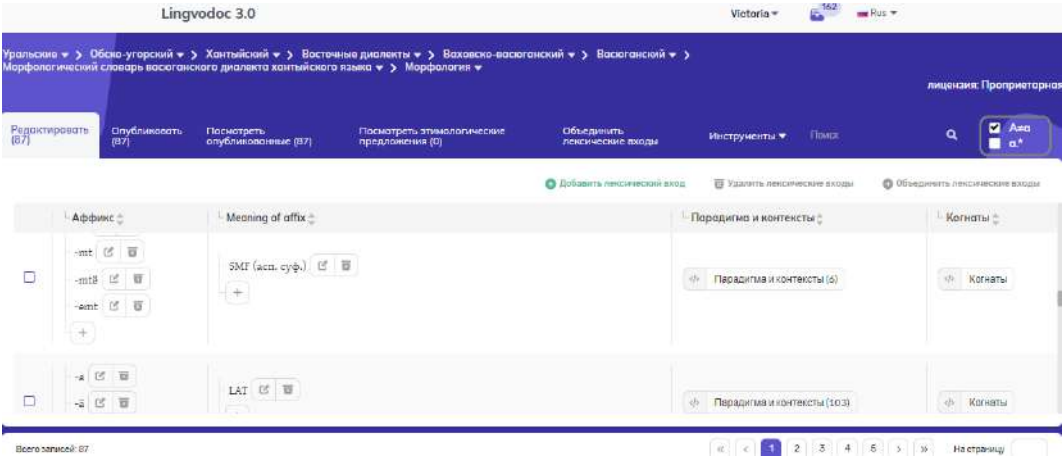 Lingvodoc 3.0
Victoria
162
Rus
Уральские > Обско-угорский > Хантыйский > Восточные диалекты > Ваховско-васюганский > Васюганский >
Морфологический словарь васюганского диалекта хантыйского языка > Морфология
лицензия: Проприетарная
Редактировать (87)
Опубликовать (87)
Посмотреть опубликованные (87)
Посмотреть этимологические предложения (0)
Объединить лексические входы
Инструменты
Поиск
a.*
Добавить лексический вход
Удалить лексические входы
Объединить лексические входы
Аффикс
Meaning of affix
Парадигма и контексты
Когнаты
-mt
SMF (асп. суф.)
Парадигма и контексты (6)
Когнаты
-əmt
-a
LAT
-ä
Парадигма и контексты (103)
Когнаты
Всего записей: 87
« < 1 2 3 4 5 > »
На страницу